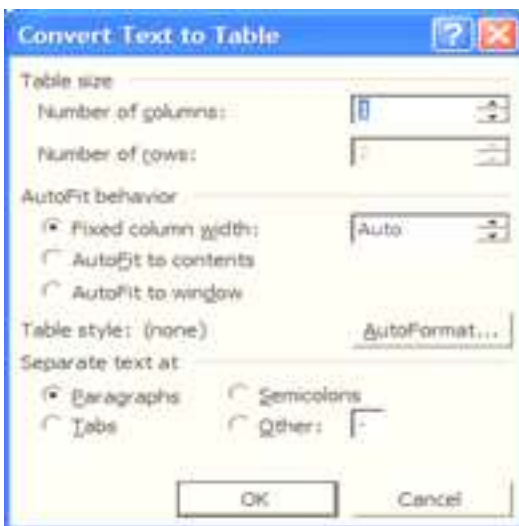 Convert Text to Table
Table size
Number of columns:
Number of rows:
AutoFit behavior
Fixed column width: Auto
AutoFit to contents
AutoFit to window
Table style: (none) AutoFormat...
Separate text at
Paragraphs Semicolons
Tabs Other: -
OK Cancel